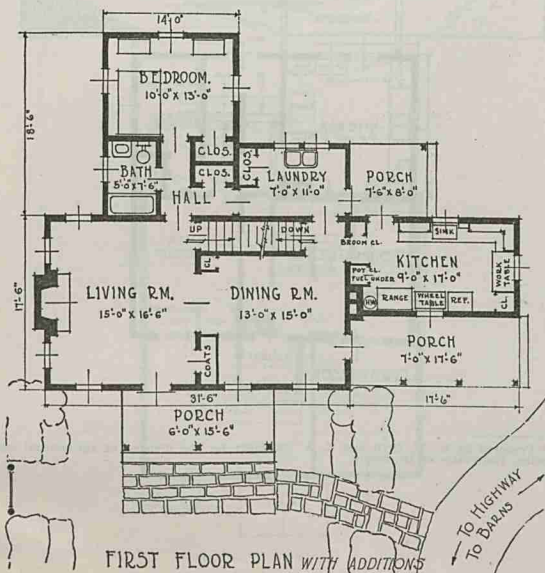 14'-0"
BEDROOM.
10'-0" X 13'-0"
18'-6"
CLOS.
BATH
5'-0" X 7'-6"
CLOS.
CLOS.
LAUNDRY
7'-0" X 11'-0"
PORCH
7'-6" X 8'-0"
HALL
UP
DOWN
BROOM CL.
SINK
CL
POT CL.
FUEL UNDER
KITCHEN
9'-0" X 17'-0"
WORK TABLE
17'-6"
LIVING RM.
15'-0" X 16'-6"
DINING RM.
13'-0" X 15'-0"
HW
RANGE
WHEEL TABLE
REF.
CL
COATS
PORCH
7'-0" X 17'-6"
31'-6"
17'-6"
PORCH
6'-0" X 15'-6"
TO HIGHWAY
TO BARNS
FIRST FLOOR PLAN WITH ADDITIONS